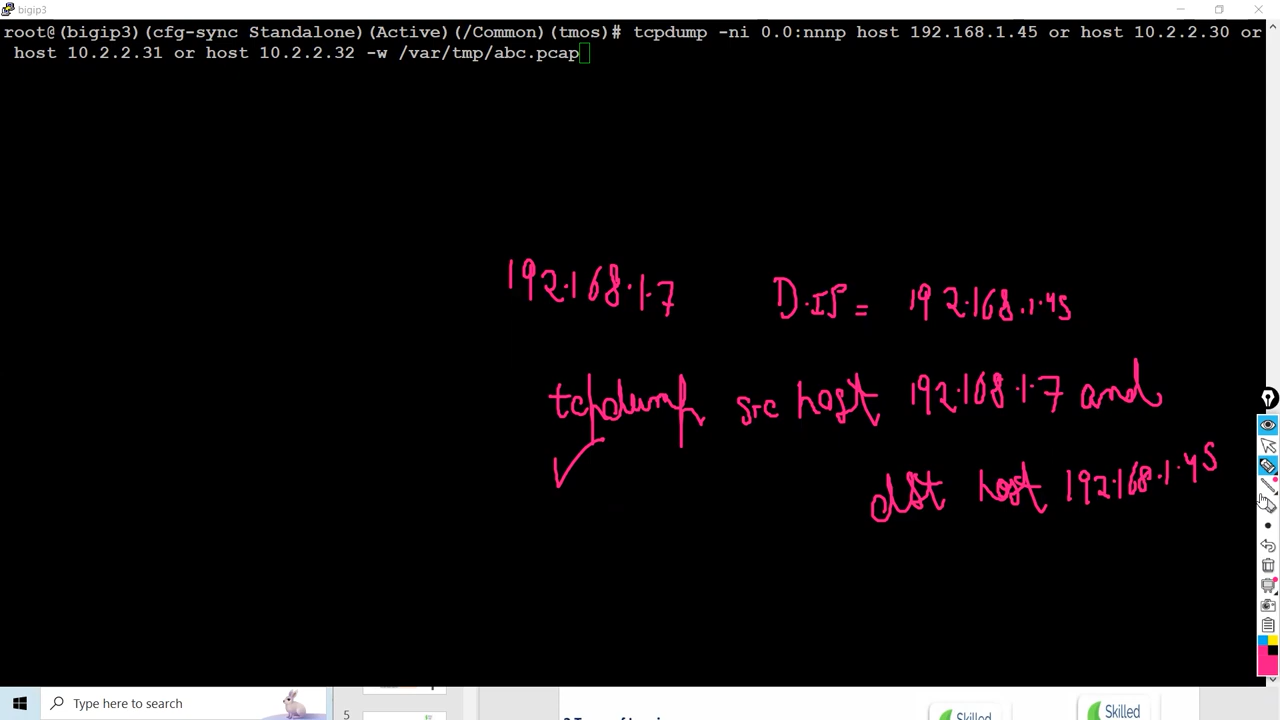 bigip3
root@(bigip3)(cfg-sync Standalone)(Active)(/Common)(tmos)# tcpdump -ni 0.0:nnnp host 192.168.1.45 or host 10.2.2.30 or
host 10.2.2.31 or host 10.2.2.32 -w /var/tmp/abc.pcap
192.168.1.7 D.IP = 192.168.1.45
tcpdump src host 192.168.1.7 and
dst host 192.168.1.45
Type here to search
5
Skilled
Skilled